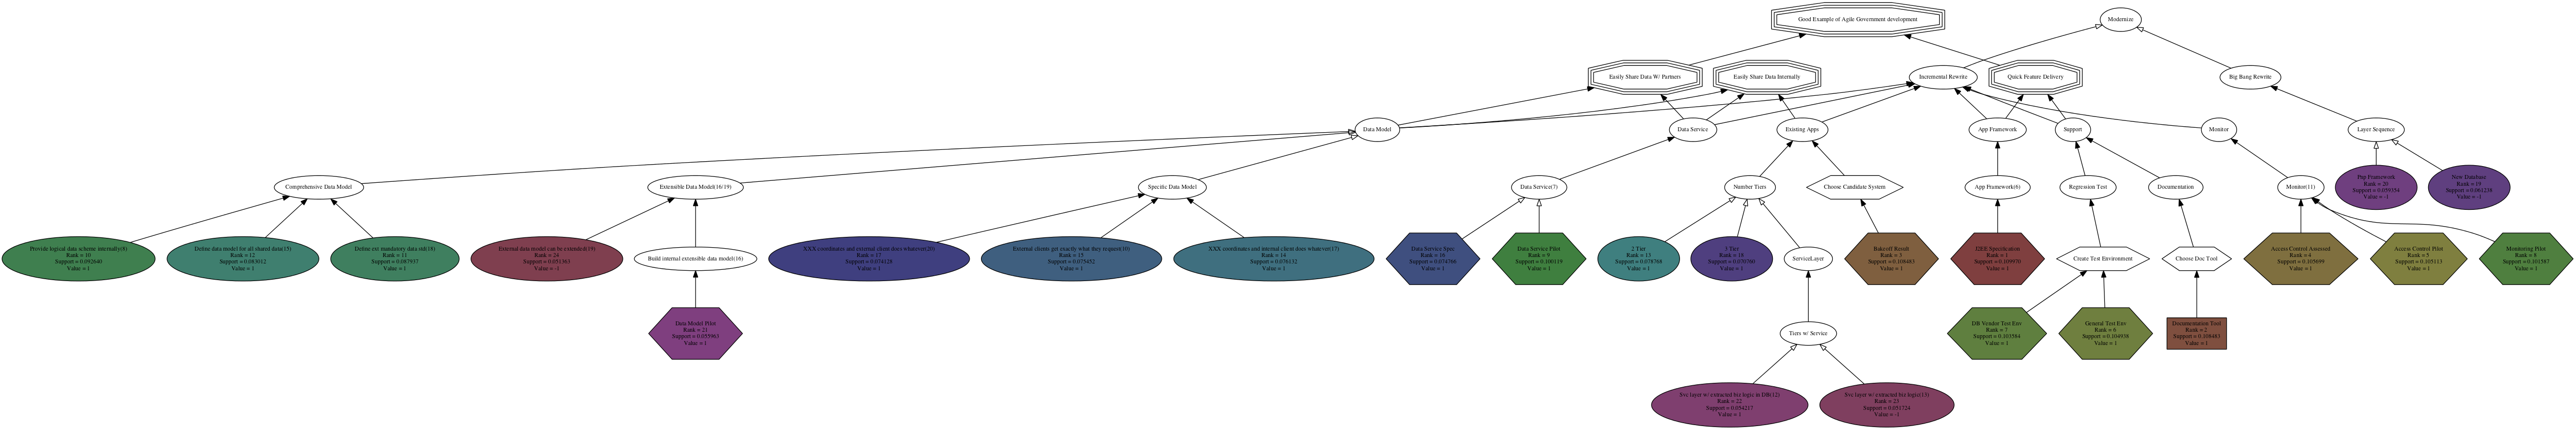 Good Example of Agile Government development
Modernize
Easily Share Data W/ Partners
Easily Share Data Internally
Incremental Rewrite
Quick Feature Delivery
Big Bang Rewrite
Data Model
Data Service
Existing Apps
App Framework
Support
Monitor
Layer Sequence
Comprehensive Data Model
Extensible Data Model(16/19)
Specific Data Model
Data Service(7)
Number Tiers
Choose Candidate System
App Framework(6)
Regression Test
Documentation
Monitor(11)
Php Framework
Rank = 20
Support = 0.059354
Value = -1
New Database
Rank = 19
Support = 0.061239
Value = -1
Provide logical data scheme internally(9)
Rank = 10
Support = 0.092640
Value = 1
Define data model for all shared data(15)
Rank = 12
Support = 0.083012
Value = 1
Define ext mandatory data std(18)
Rank = 11
Support = 0.087937
Value = 1
External data model can be extended(19)
Rank = 24
Support = 0.051363
Value = -1
Build internal extensible data model(16)
XXX coordinates and external client does whatever(20)
Rank = 17
Support = 0.074128
Value = 1
External clients get exactly what they request(10)
Rank = 15
Support = 0.075452
Value = 1
XXX coordinates and internal client does whatever(17)
Rank = 14
Support = 0.076132
Value = 1
Data Service Spec
Rank = 16
Support = 0.074766
Value = 1
Data Service Pilot
Rank = 9
Support = 0.100119
Value = 1
2 Tier
Rank = 13
Support = 0.078768
Value = 1
3 Tier
Rank = 18
Support = 0.070760
Value = 1
ServiceLayer
Bakeoff Result
Rank = 3
Support = 0.108483
Value = 1
J2EE Specification
Rank = 1
Support = 0.109970
Value = 1
Create Test Environment
Choose Doc Tool
Access Control Assessed
Rank = 4
Support = 0.105699
Value = 1
Access Control Pilot
Rank = 5
Support = 0.105113
Value = 1
Monitoring Pilot
Rank = 8
Support = 0.101587
Value = 1
Data Model Pilot
Rank = 21
Support = 0.055963
Value = 1
Tiers w/ Service
DB Vendor Test Env
Rank = 7
Support = 0.103584
Value = 1
General Test Env
Rank = 6
Support = 0.104938
Value = 1
Documentation Tool
Rank = 2
Support = 0.108483
Value = 1
Svc layer w/ extracted biz logic in DB(12)
Rank = 22
Support = 0.054217
Value = 1
Svc layer w/ extracted biz logic(13)
Rank = 23
Support = 0.051724
Value = -1